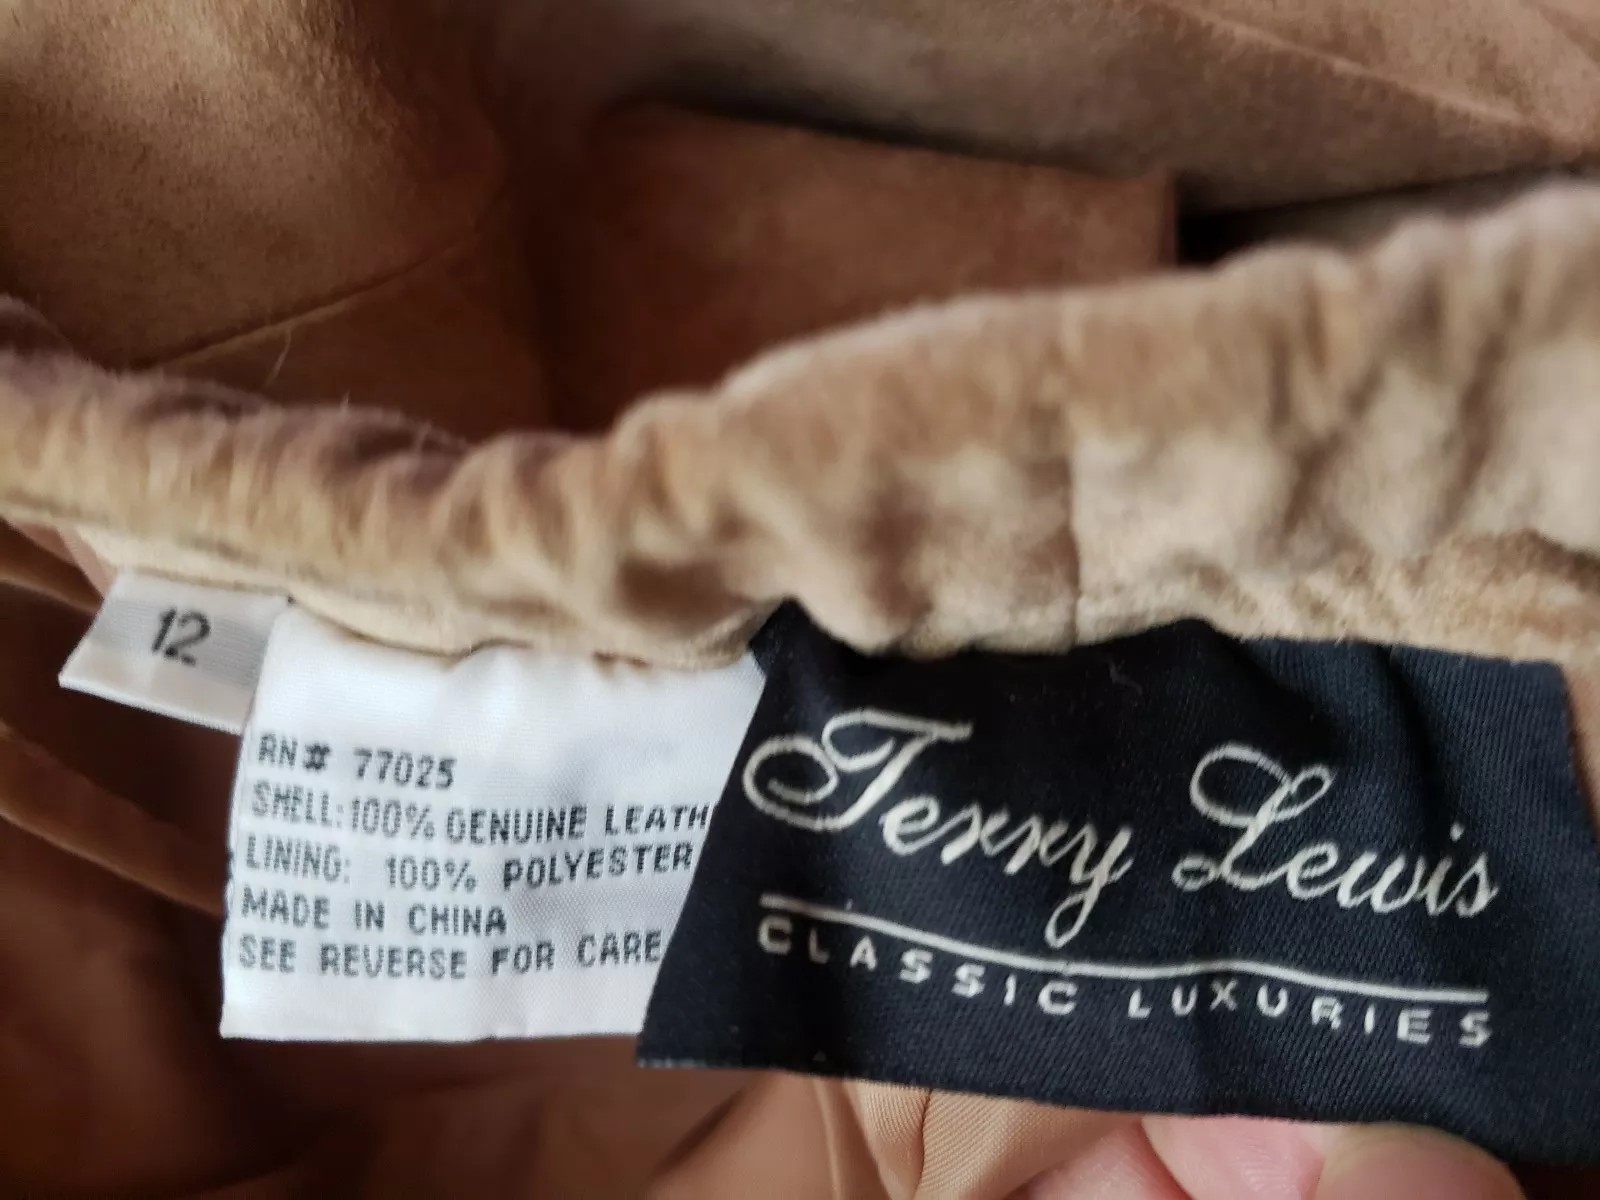 12
RN# 77025
SHELL: 100% GENUINE LEATH
LINING: 100% POLYESTER
MADE IN CHINA
SEE REVERSE FOR CARE
Terry Lewis
CLASSIC LUXURIES